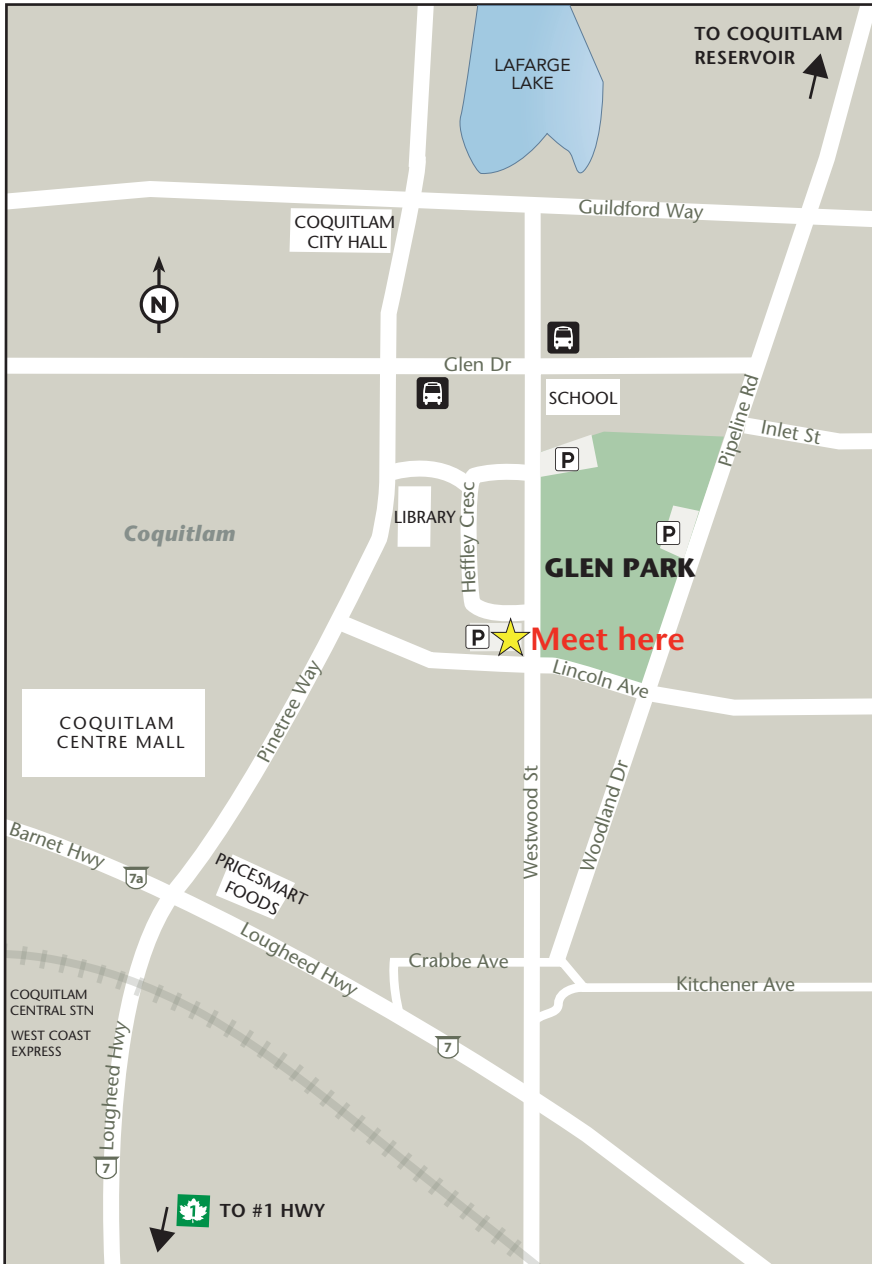 TO COQUITLAM
RESERVOIR
LAFARGE
LAKE
Guildford Way
COQUITLAM
CITY HALL
N
Glen Dr
SCHOOL
Pipeline Rd
Inlet St
P
LIBRARY
Heffley Cresc
P
Coquitlam
GLEN PARK
P
Meet here
Lincoln Ave
Pinetree Way
COQUITLAM
CENTRE MALL
Westwood St
Woodland Dr
Barnet Hwy
7a
PRICESMART
FOODS
Lougheed Hwy
Crabbe Ave
Kitchener Ave
COQUITLAM
CENTRAL STN
WEST COAST
EXPRESS
Lougheed Hwy
7
7
1
TO #1 HWY